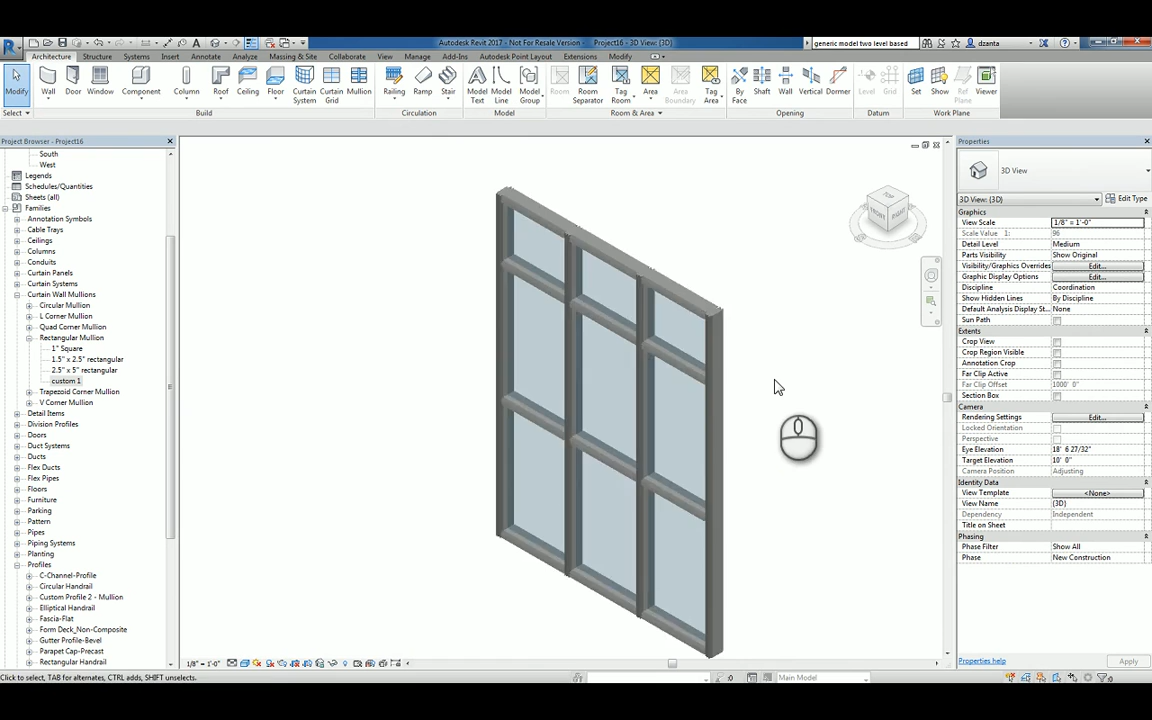 Autodesk Revit 2017 - Not For Resale Version - Project16 - 3D View: {3D}
generic model two level based
dzanta
Architecture Structure Systems Insert Annotate Analyze Massing & Site Collaborate View Manage Add-Ins Autodesk Point Layout Extensions Modify
Modify Wall Door Window Component Column Roof Ceiling Floor Curtain System Curtain Grid Mullion Railing Ramp Stair Model Text Model Line Model Group Room Room Separator Tag Room Area Area Boundary Tag Area By Face Shaft Wall Vertical Dormer Level Grid Set Show Ref Plane Viewer
Select Build Circulation Model Room & Area Opening Datum Work Plane
Project Browser - Project16
South
West
Legends
Schedules/Quantities
Sheets (all)
Families
Annotation Symbols
Cable Trays
Ceilings
Columns
Conduits
Curtain Panels
Curtain Systems
Curtain Wall Mullions
Circular Mullion
L Corner Mullion
Quad Corner Mullion
Rectangular Mullion
1" Square
1.5" x 2.5" rectangular
2.5" x 5" rectangular
custom 1
Trapezoid Corner Mullion
V Corner Mullion
Detail Items
Division Profiles
Doors
Duct Systems
Ducts
Flex Ducts
Flex Pipes
Floors
Furniture
Parking
Pattern
Pipes
Piping Systems
Planting
Profiles
C-Channel-Profile
Circular Handrail
Custom Profile 2 - Mullion
Elliptical Handrail
Fascia-Flat
Form Deck_Non-Composite
Gutter Profile-Bevel
Parapet Cap-Precast
Rectangular Handrail
TOP
FRONT RIGHT
Properties
3D View
3D View: {3D} Edit Type
Graphics
View Scale 1/8" = 1'-0"
Scale Value 1: 96
Detail Level Medium
Parts Visibility Show Original
Visibility/Graphics Overrides Edit...
Graphic Display Options Edit...
Discipline Coordination
Show Hidden Lines By Discipline
Default Analysis Display St... None
Sun Path
Extents
Crop View
Crop Region Visible
Annotation Crop
Far Clip Active
Far Clip Offset 1000' 0"
Section Box
Camera
Rendering Settings Edit...
Locked Orientation
Perspective
Eye Elevation 18' 6 27/32"
Target Elevation 10' 0"
Camera Position Adjusting
Identity Data
View Template <None>
View Name {3D}
Dependency Independent
Title on Sheet
Phasing
Phase Filter Show All
Phase New Construction
Properties help Apply
1/8" = 1'-0"
Click to select, TAB for alternates, CTRL adds, SHIFT unselects.
:0 Main Model :0